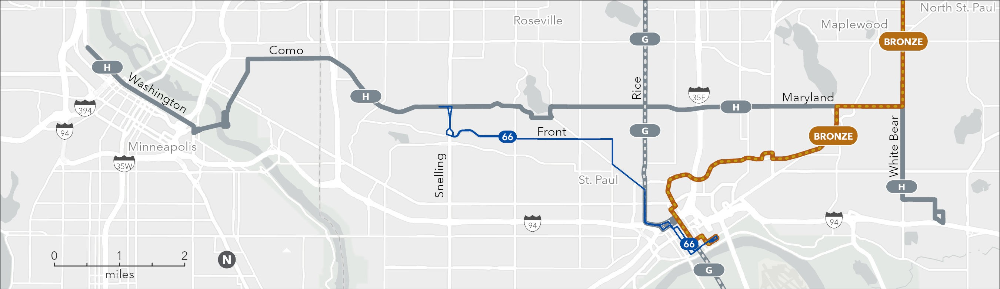 North St. Paul
Roseville
Maplewood
G
BRONZE
Como
H
Washington
Rice
H
35E
Maryland
H
394
94
Minneapolis
35W
66
Front
G
BRONZE
White Bear
Snelling
St. Paul
H
94
94
66
G
0 1 2
miles
N